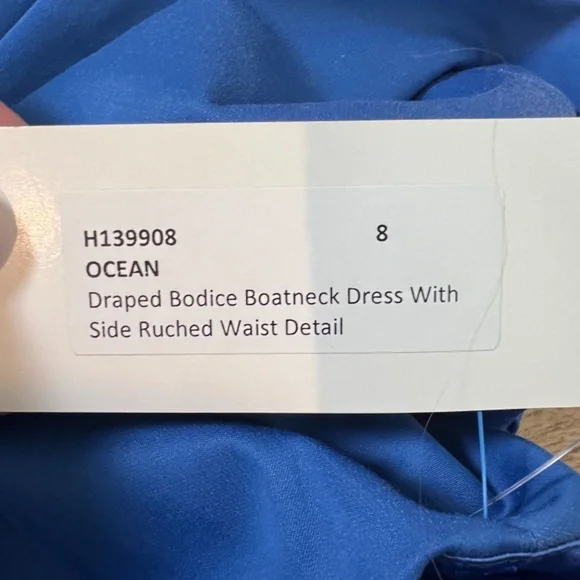 H139908 8
OCEAN
Draped Bodice Boatneck Dress With
Side Ruched Waist Detail